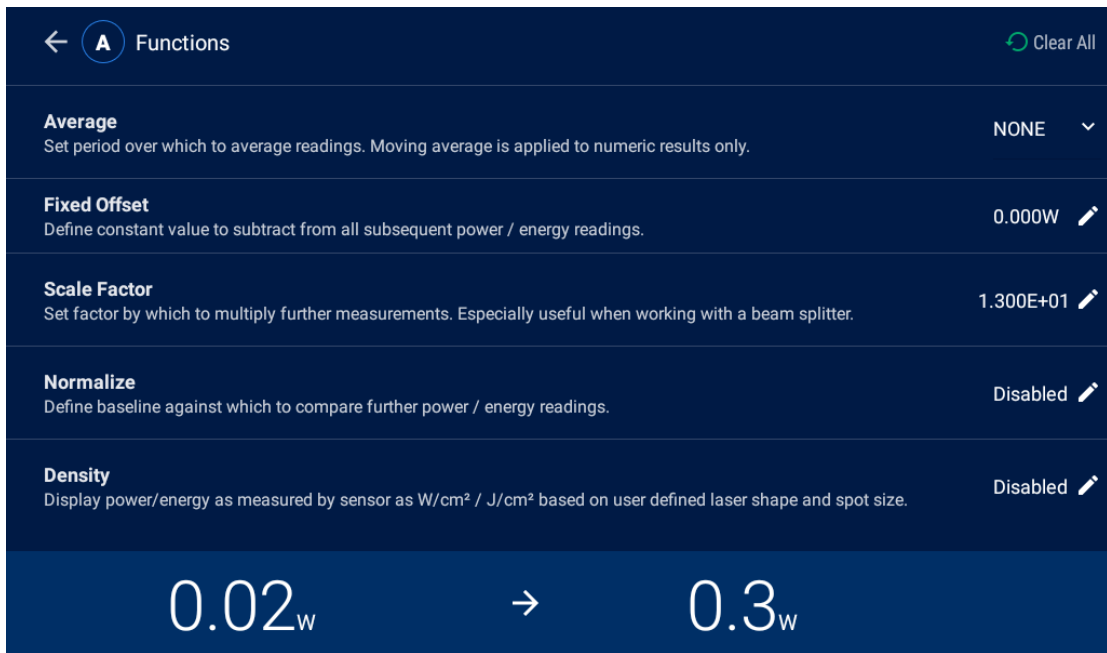 A Functions
Clear All
Average
Set period over which to average readings. Moving average is applied to numeric results only.
NONE
Fixed Offset
Define constant value to subtract from all subsequent power / energy readings.
0.000W
Scale Factor
Set factor by which to multiply further measurements. Especially useful when working with a beam splitter.
1.300E+01
Normalize
Define baseline against which to compare further power / energy readings.
Disabled
Density
Display power/energy as measured by sensor as W/cm² / J/cm² based on user defined laser shape and spot size.
Disabled
0.02W → 0.3W